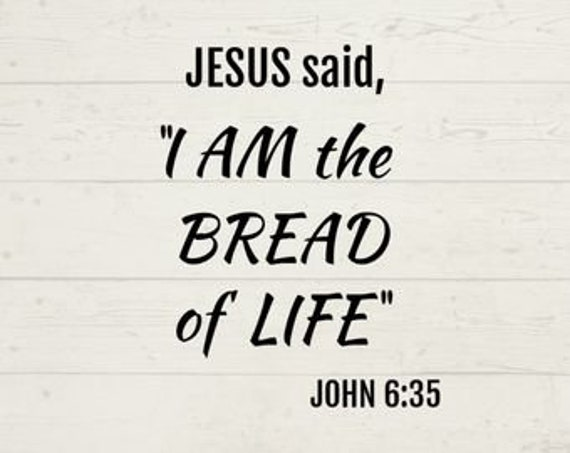 JESUS said,
"I AM the
BREAD
of LIFE"
JOHN 6:35